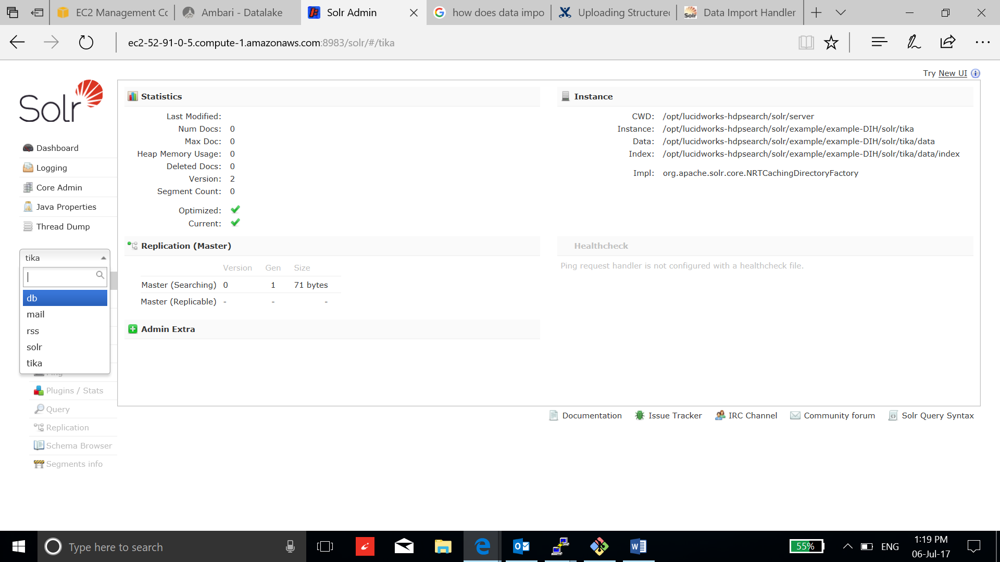 EC2 Management Co
Ambari - Datalake
Solr Admin
how does data impo
Uploading Structured
Data Import Handler
ec2-52-91-0-5.compute-1.amazonaws.com:8983/solr/#/tika
Try New UI
Solr
Dashboard
Logging
Core Admin
Java Properties
Thread Dump
tika
db
mail
rss
solr
tika
Ping
Plugins / Stats
Query
Replication
Schema Browser
Segments info
Statistics
Last Modified:
Num Docs: 0
Max Doc: 0
Heap Memory Usage: 0
Deleted Docs: 0
Version: 2
Segment Count: 0
Optimized:
Current:
Instance
CWD: /opt/lucidworks-hdpsearch/solr/server
Instance: /opt/lucidworks-hdpsearch/solr/example/example-DIH/solr/tika
Data: /opt/lucidworks-hdpsearch/solr/example/example-DIH/solr/tika/data
Index: /opt/lucidworks-hdpsearch/solr/example/example-DIH/solr/tika/data/index
Impl: org.apache.solr.core.NRTCachingDirectoryFactory
Replication (Master)
Version Gen Size
Master (Searching) 0 1 71 bytes
Master (Replicable) - - -
Healthcheck
Ping request handler is not configured with a healthcheck file.
Admin Extra
Documentation Issue Tracker IRC Channel Community forum Solr Query Syntax
Type here to search
55%
ENG
1:19 PM
06-Jul-17